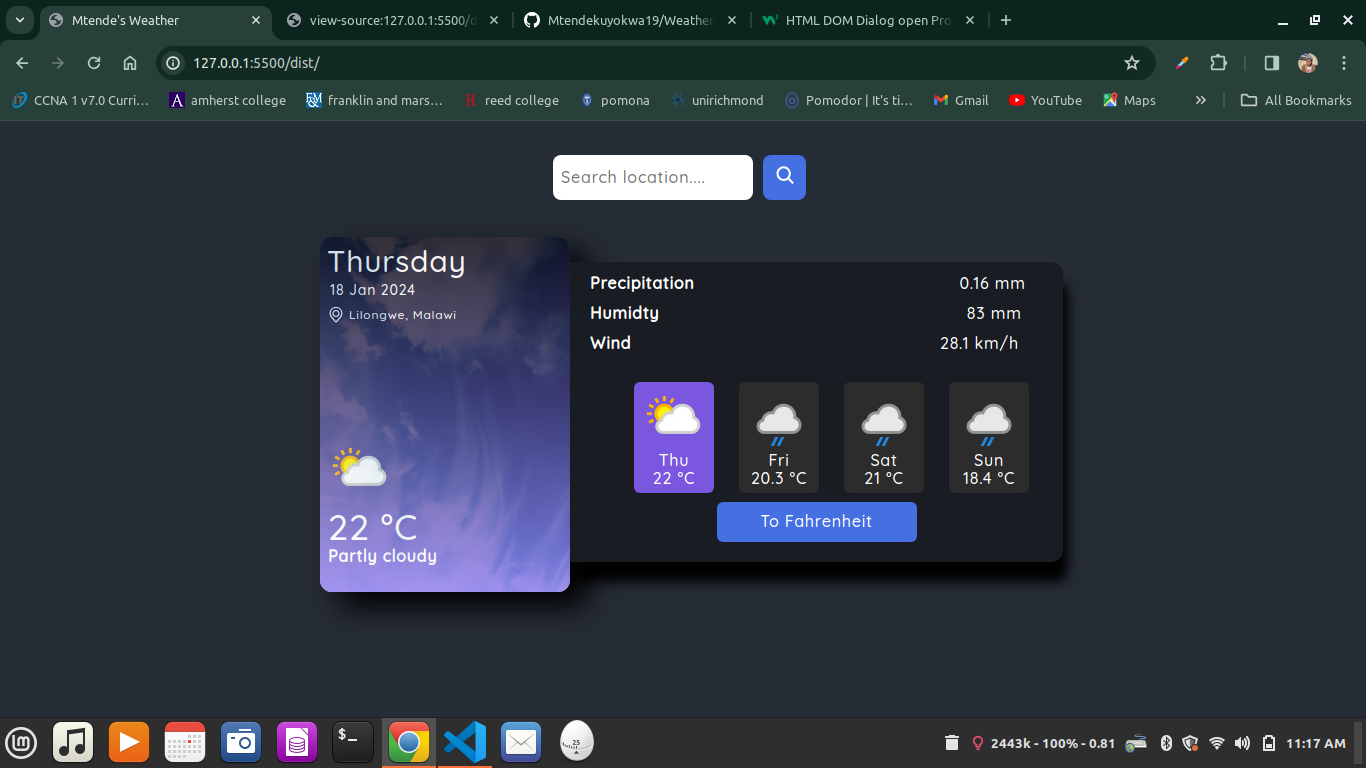 Mtende's Weather
view-source:127.0.0.1:5500/d
Mtendekuyokwa19/Weather
HTML DOM Dialog open Pro
127.0.0.1:5500/dist/
CCNA 1 v7.0 Curri…
amherst college
franklin and mars…
reed college
pomona
unirichmond
Pomodor | It's ti…
Gmail
YouTube
Maps
All Bookmarks
Search location....
Thursday
18 Jan 2024
Lilongwe, Malawi
22 °C
Partly cloudy
Precipitation 0.16 mm
Humidty 83 mm
Wind 28.1 km/h
Thu Fri Sat Sun
22 °C 20.3 °C 21 °C 18.4 °C
To Fahrenheit
25
2443k - 100% - 0.81
11:17 AM